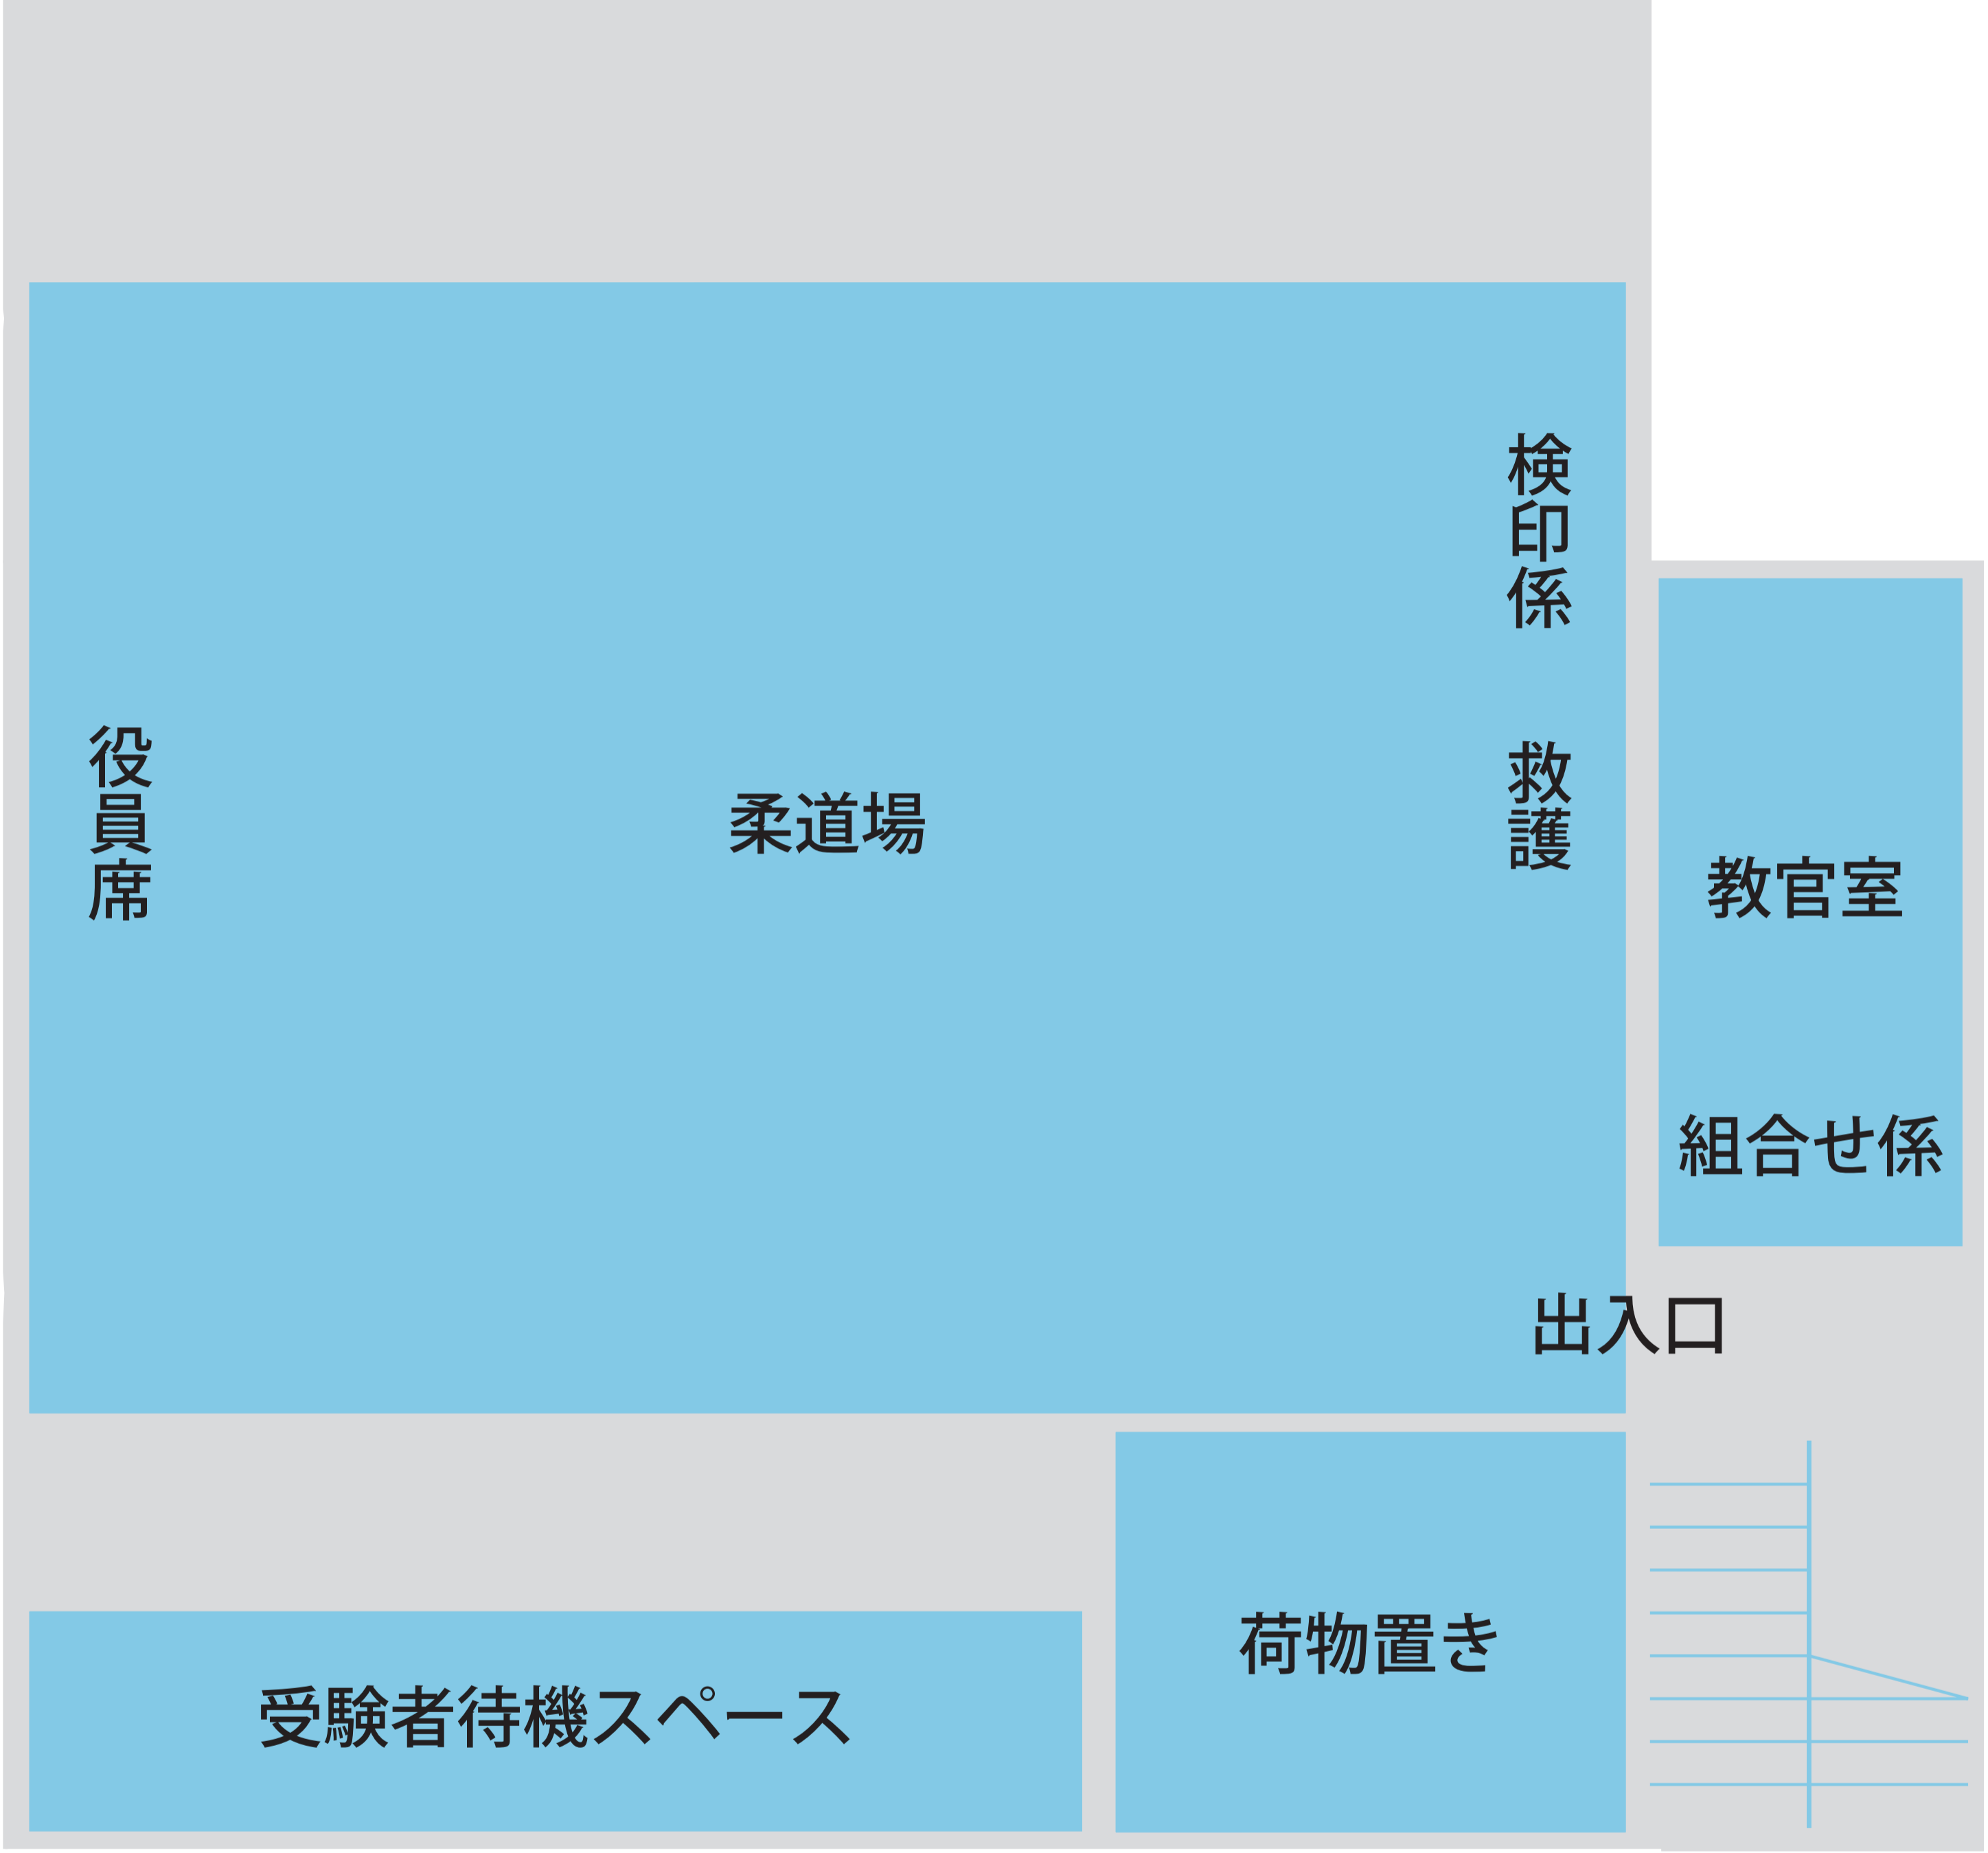 検印係
役員席
柔道場
救護
教室
組合せ係
出入口
荷物置き
受験者待機スペース